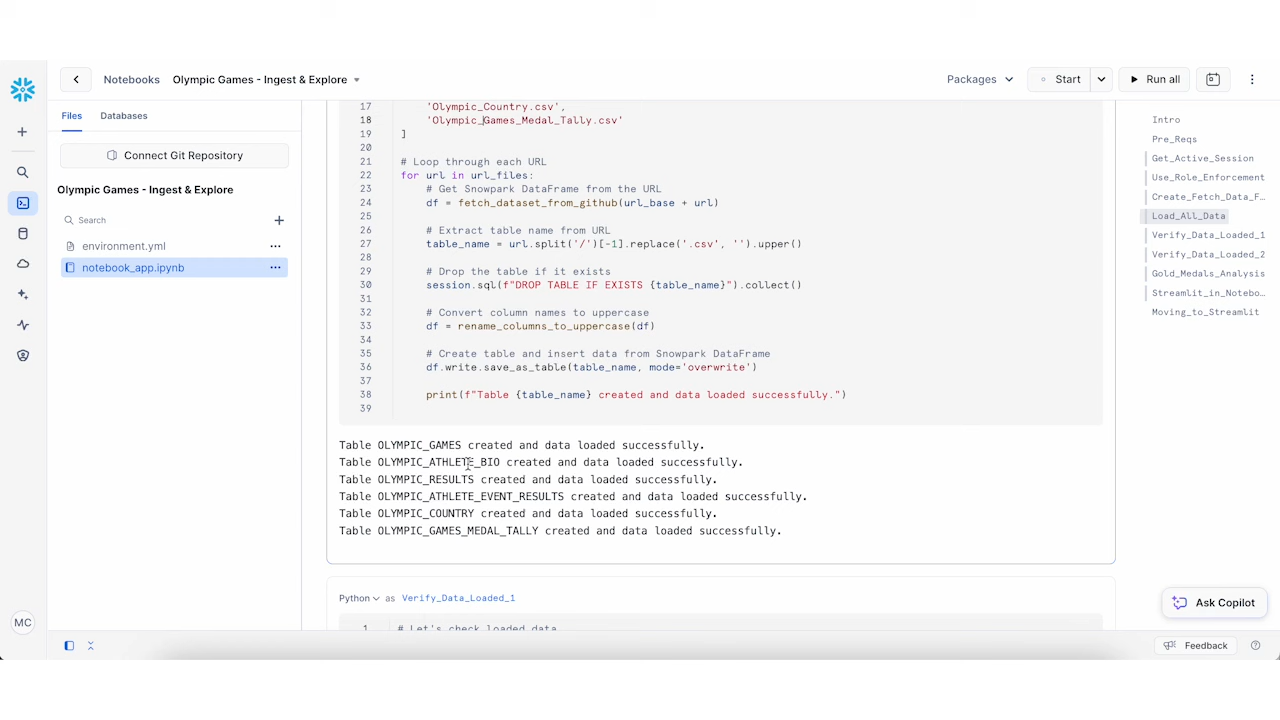 Notebooks Olympic Games - Ingest & Explore
Packages
Start
Run all
Files Databases
Connect Git Repository
Olympic Games - Ingest & Explore
Search
environment.yml
notebook_app.ipynb
17 'Olympic_Country.csv',
18 'Olympic_Games_Medal_Tally.csv'
19 ]
20
21 # Loop through each URL
22 for url in url_files:
23 # Get Snowpark DataFrame from the URL
24 df = fetch_dataset_from_github(url_base + url)
25
26 # Extract table name from URL
27 table_name = url.split('/')[-1].replace('.csv', '').upper()
28
29 # Drop the table if it exists
30 session.sql(f"DROP TABLE IF EXISTS {table_name}").collect()
31
32 # Convert column names to uppercase
33 df = rename_columns_to_uppercase(df)
34
35 # Create table and insert data from Snowpark DataFrame
36 df.write.save_as_table(table_name, mode='overwrite')
37
38 print(f"Table {table_name} created and data loaded successfully.")
39
Table OLYMPIC_GAMES created and data loaded successfully.
Table OLYMPIC_ATHLETE_BIO created and data loaded successfully.
Table OLYMPIC_RESULTS created and data loaded successfully.
Table OLYMPIC_ATHLETE_EVENT_RESULTS created and data loaded successfully.
Table OLYMPIC_COUNTRY created and data loaded successfully.
Table OLYMPIC_GAMES_MEDAL_TALLY created and data loaded successfully.
Python as Verify_Data_Loaded_1
1 # Let's check loaded data
Intro
Pre_Reqs
Get_Active_Session
Use_Role_Enforcement
Create_Fetch_Data_F...
Load_All_Data
Verify_Data_Loaded_1
Verify_Data_Loaded_2
Gold_Medals_Analysis
Streamlit_in_Notebo...
Moving_to_Streamlit
Ask Copilot
MC
Feedback